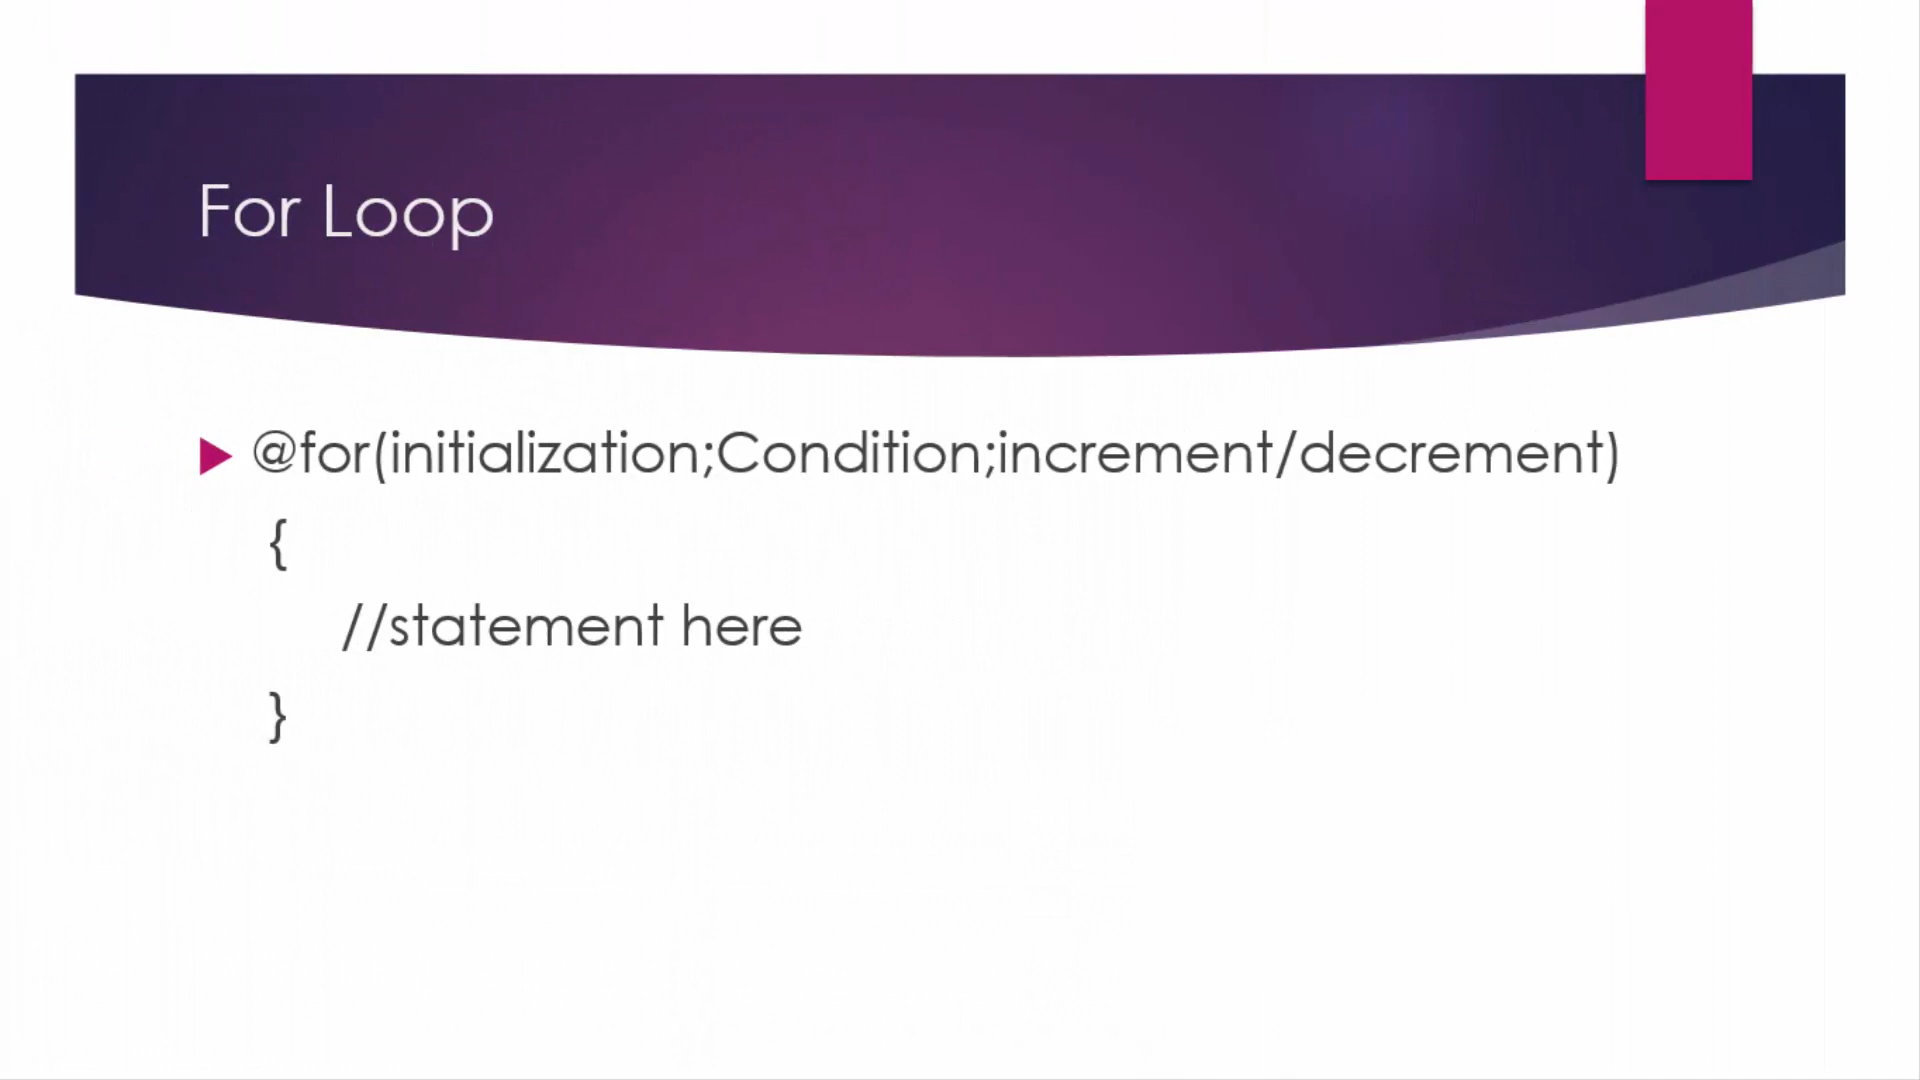 For Loop
@for(initialization;Condition;increment/decrement)
{
//statement here
}